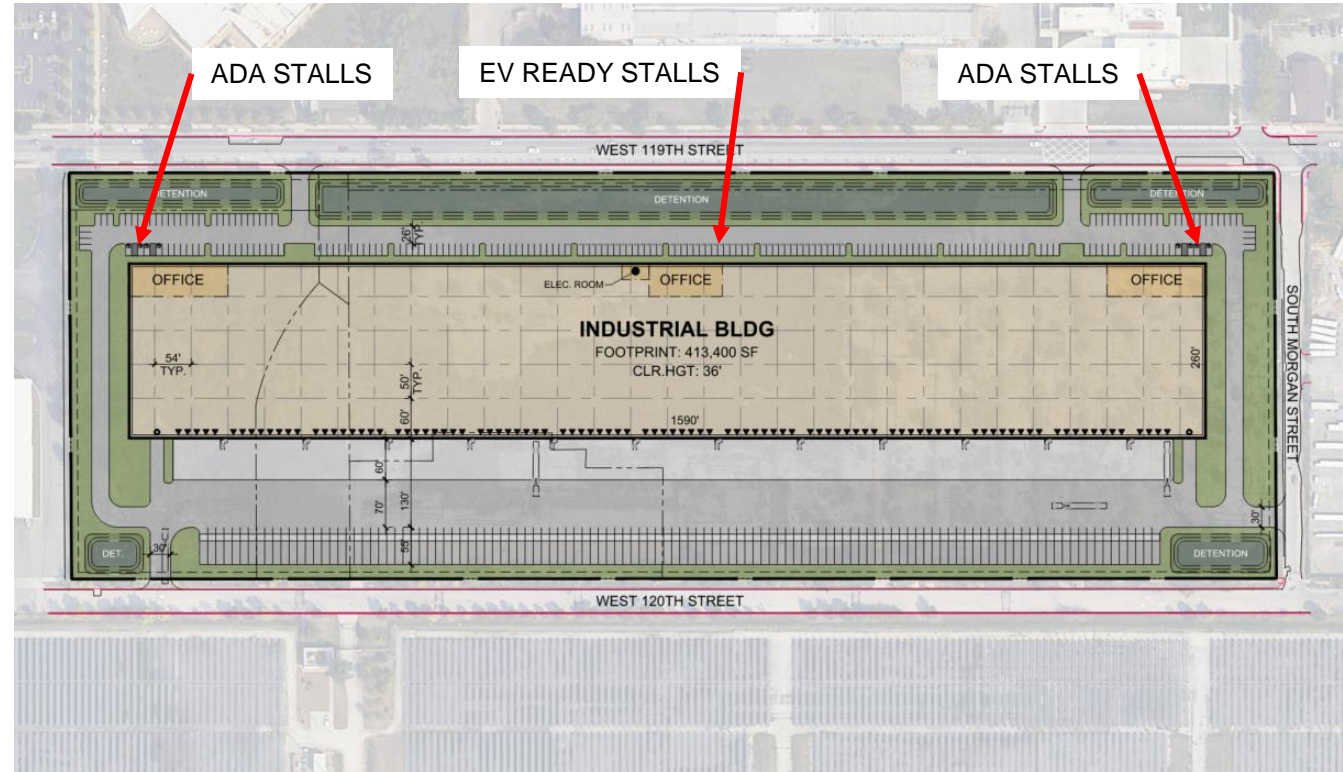 ADA STALLS
EV READY STALLS
ADA STALLS
WEST 119TH STREET
DETENTION
DETENTION
DETENTION
26'
TYP.
OFFICE
ELEC. ROOM
OFFICE
OFFICE
INDUSTRIAL BLDG
FOOTPRINT: 413,400 SF
CLR.HGT: 36'
54'
TYP.
50'
TYP.
260'
SOUTH MORGAN STREET
60'
1590'
60'
70'
130'
30'
55'
DET.
30'
DETENTION
WEST 120TH STREET